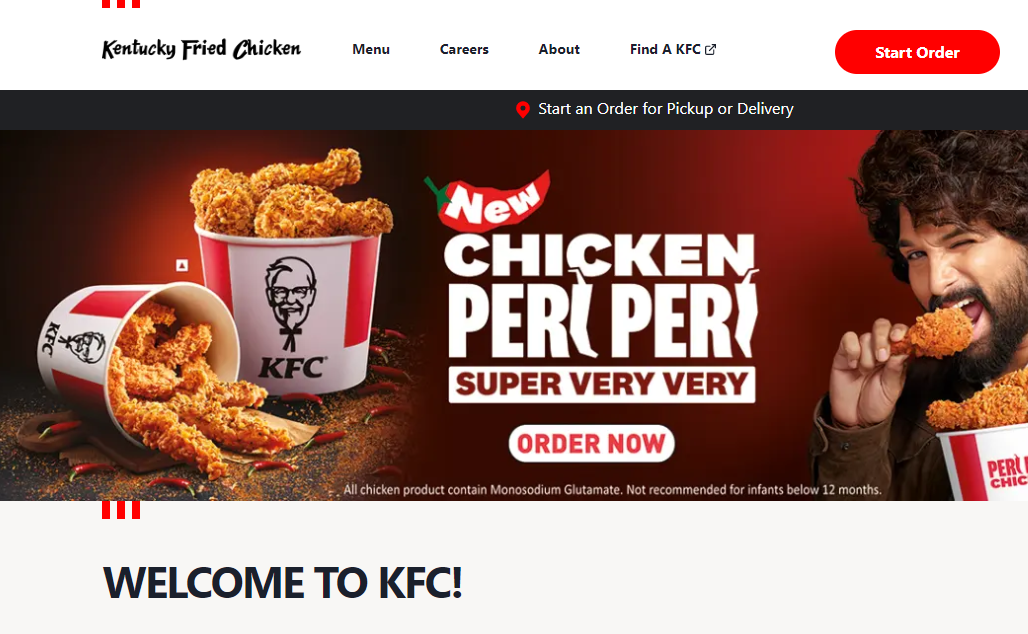 Kentucky Fried Chicken
Menu
Careers
About
Find A KFC
Start Order
Start an Order for Pickup or Delivery
New
CHICKEN
PERI PERI
SUPER VERY VERY
ORDER NOW
KFC
KFC
PERI
CHIC
All chicken product contain Monosodium Glutamate. Not recommended for infants below 12 months.
WELCOME TO KFC!